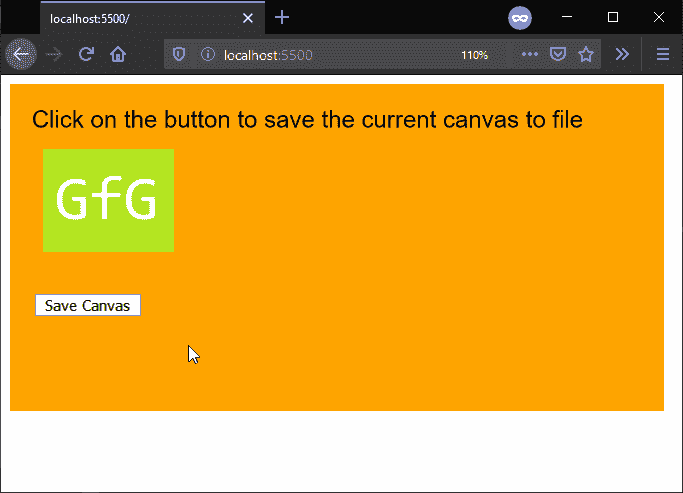 localhost:5500/
localhost:5500
110%
Click on the button to save the current canvas to file
GfG
Save Canvas